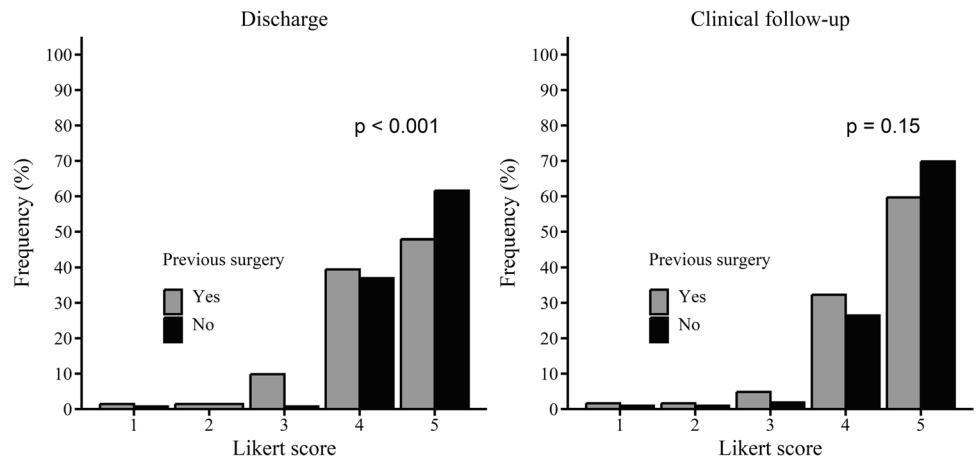 Discharge
Frequency (%)
100
90
80
70
60
50
40
30
20
10
0
p < 0.001
Previous surgery
Yes
No
1 2 3 4 5
Likert score
Clinical follow-up
Frequency (%)
100
90
80
70
60
50
40
30
20
10
0
p = 0.15
Previous surgery
Yes
No
1 2 3 4 5
Likert score